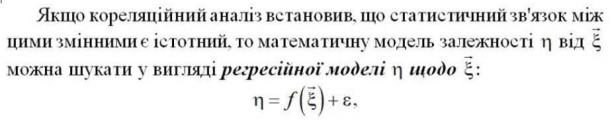 Якщо кореляційний аналіз встановив, що статистичний зв'язок між
цими змінними є істотний, то математичну модель залежності η від ξ⃗
можна шукати у вигляді регресійної моделі η щодо ξ⃗:
η = f(ξ⃗) + ε,